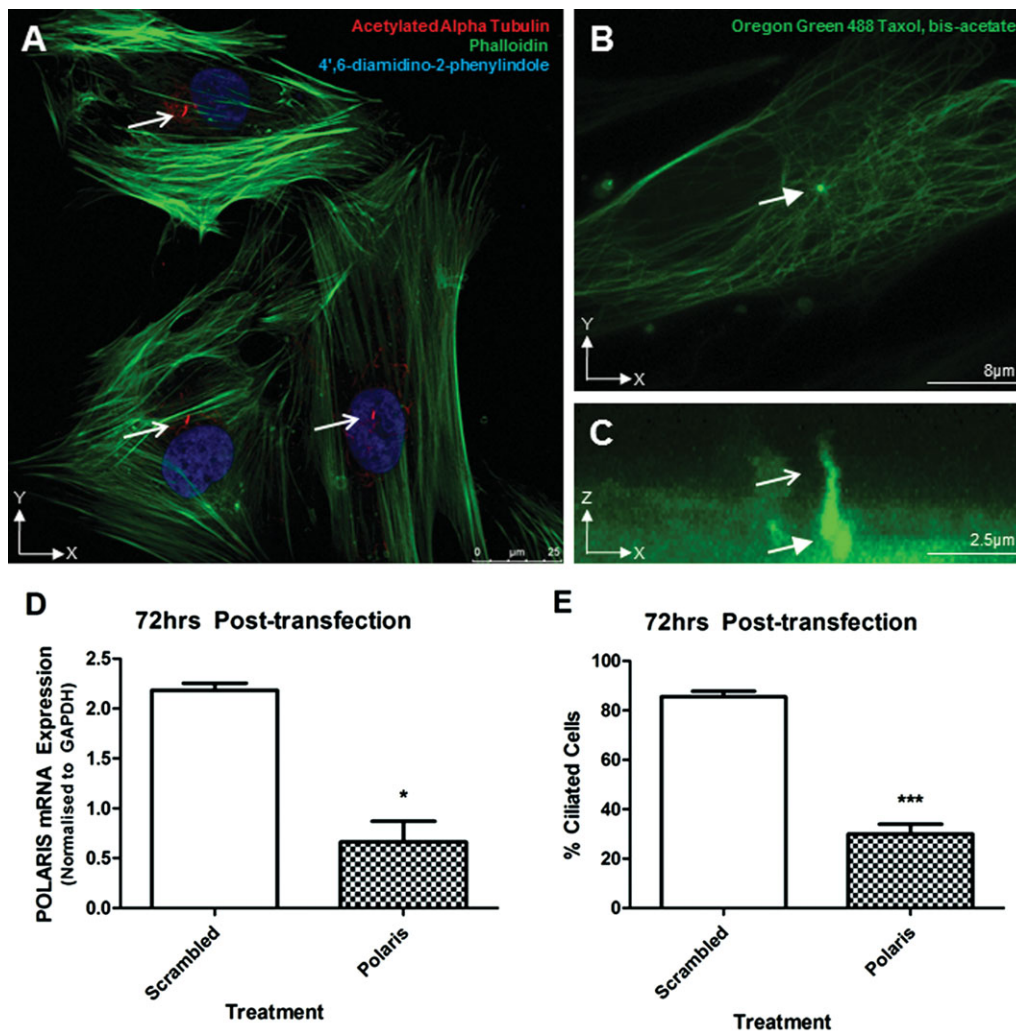 A
Acetylated Alpha Tubulin
Phalloidin
4',6-diamidino-2-phenylindole
Y
X
0 µm 25
B
Oregon Green 488 Taxol, bis-acetate
Y
X
8µm
C
Z
X
2.5µm
D
72hrs Post-transfection
POLARIS mRNA Expression
(Normalised to GAPDH)
2.5
2.0
1.5
1.0
0.5
0.0
*
Scrambled
Polaris
Treatment
E
72hrs Post-transfection
% Ciliated Cells
100
80
60
40
20
0
***
Scrambled
Polaris
Treatment